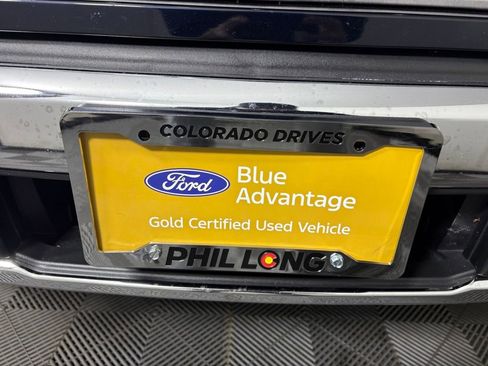 COLORADO DRIVES
Ford
Blue
Advantage
Gold Certified Used Vehicle
PHIL LONG